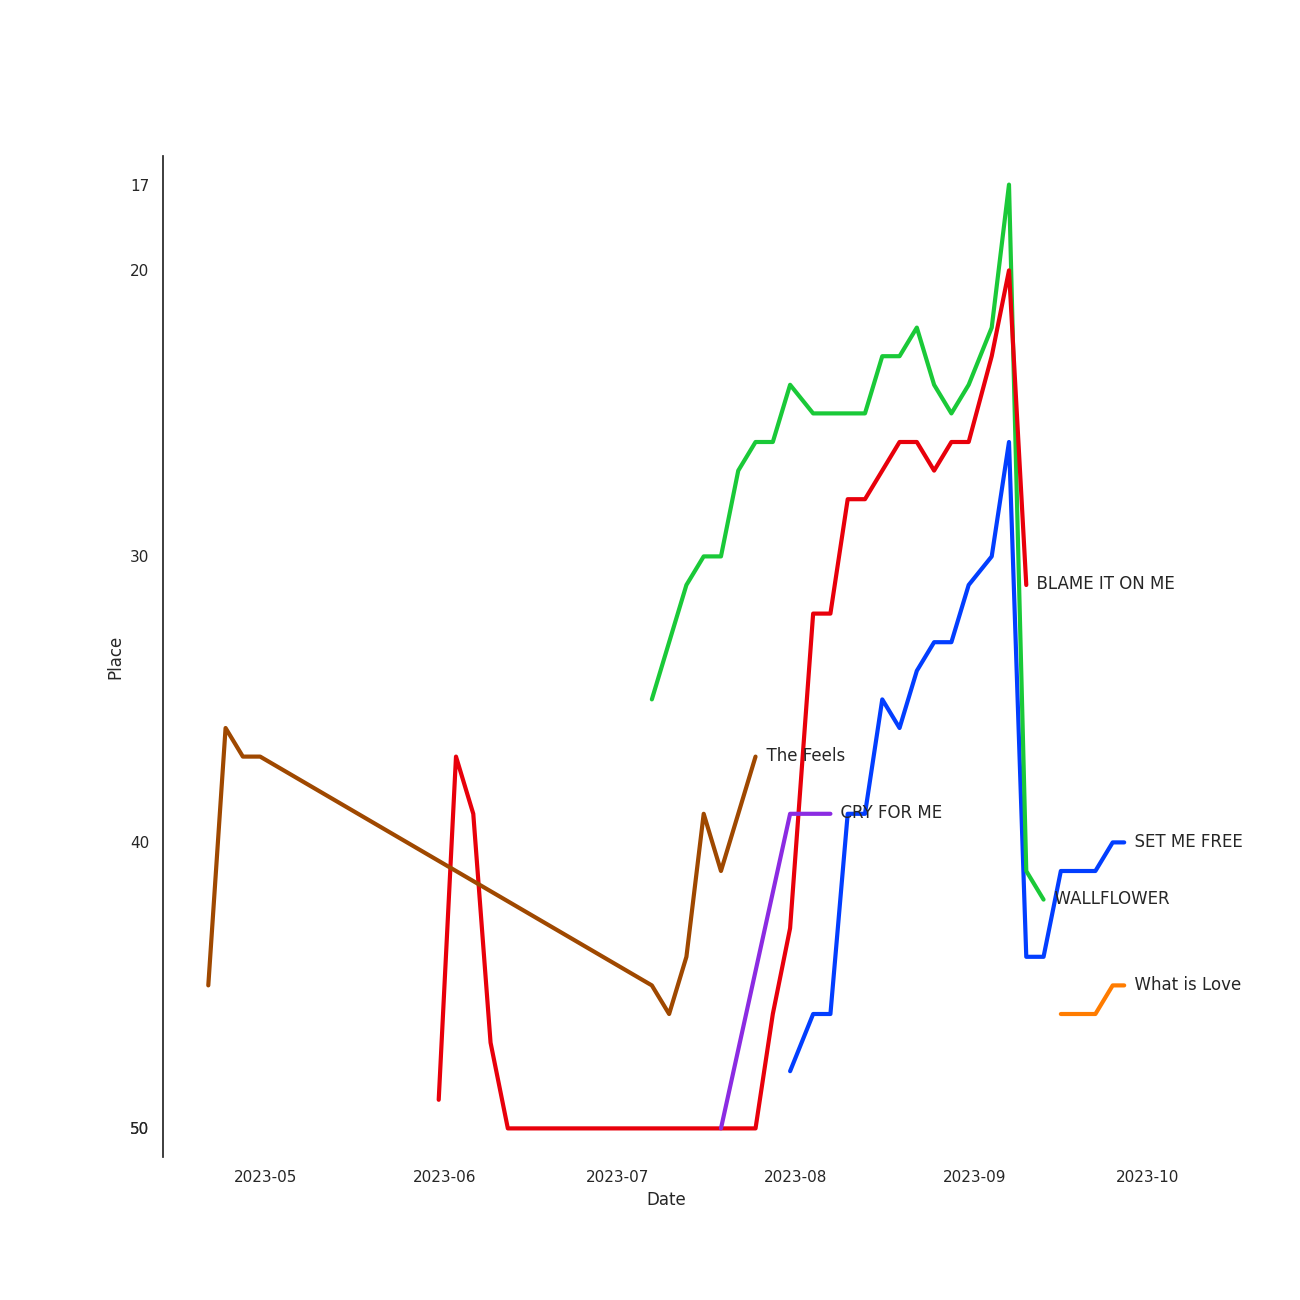 17
20
30
40
50
Place
BLAME IT ON ME
The Feels
CRY FOR ME
SET ME FREE
WALLFLOWER
What is Love
2023-05
2023-06
2023-07
2023-08
2023-09
2023-10
Date